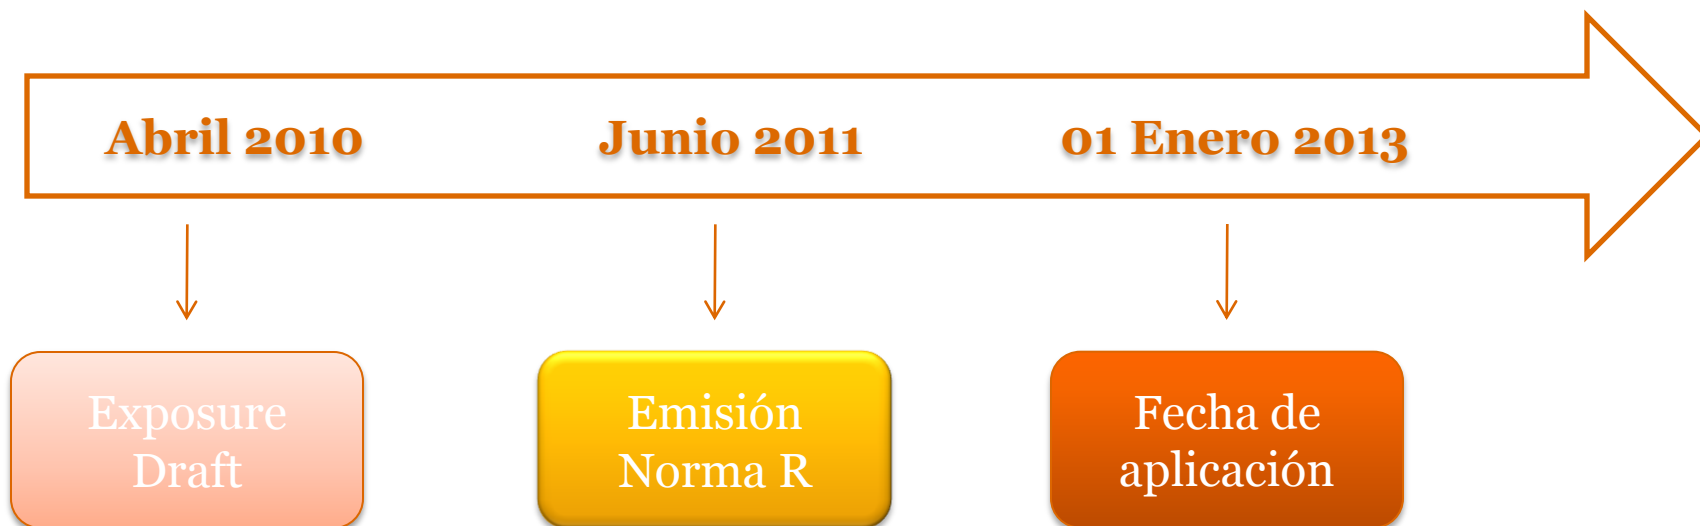 Abril 2010
Junio 2011
01 Enero 2013
Exposure
Draft
Emisión
Norma R
Fecha de
aplicación